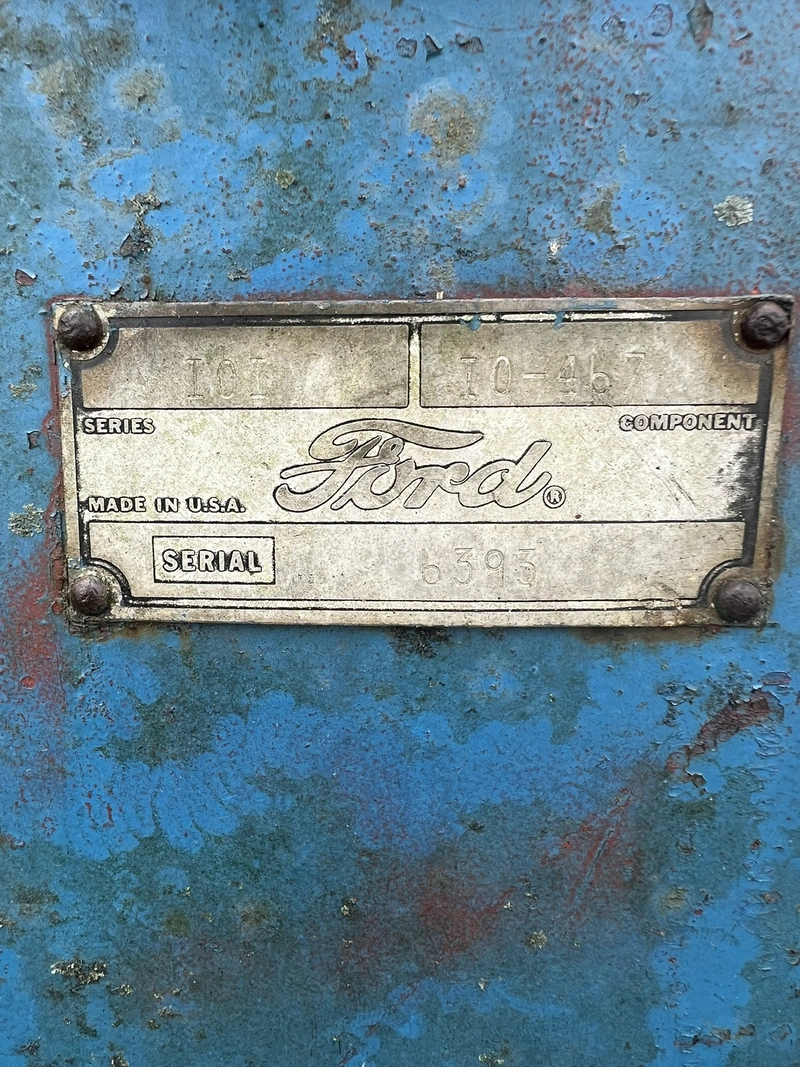 101 10-467
SERIES COMPONENT
Ford®
MADE IN U.S.A.
SERIAL 6393